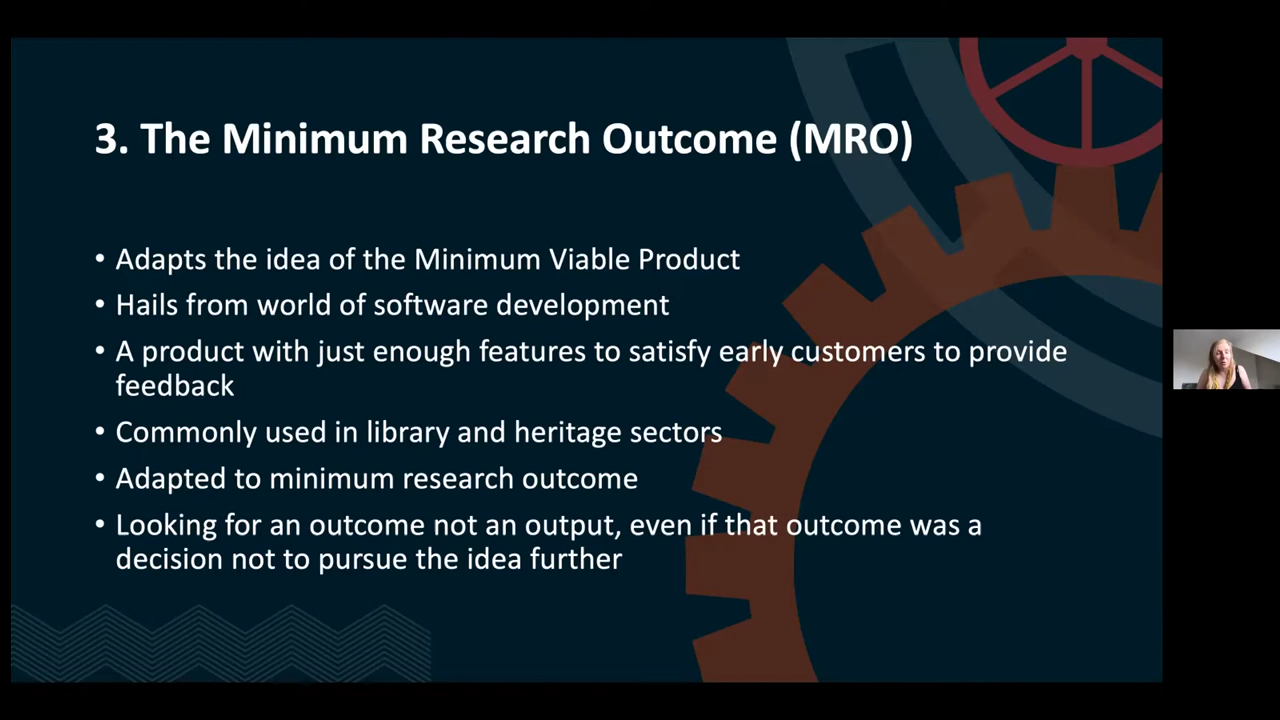 3. The Minimum Research Outcome (MRO)
• Adapts the idea of the Minimum Viable Product
• Hails from world of software development
• A product with just enough features to satisfy early customers to provide
feedback
• Commonly used in library and heritage sectors
• Adapted to minimum research outcome
• Looking for an outcome not an output, even if that outcome was a
decision not to pursue the idea further